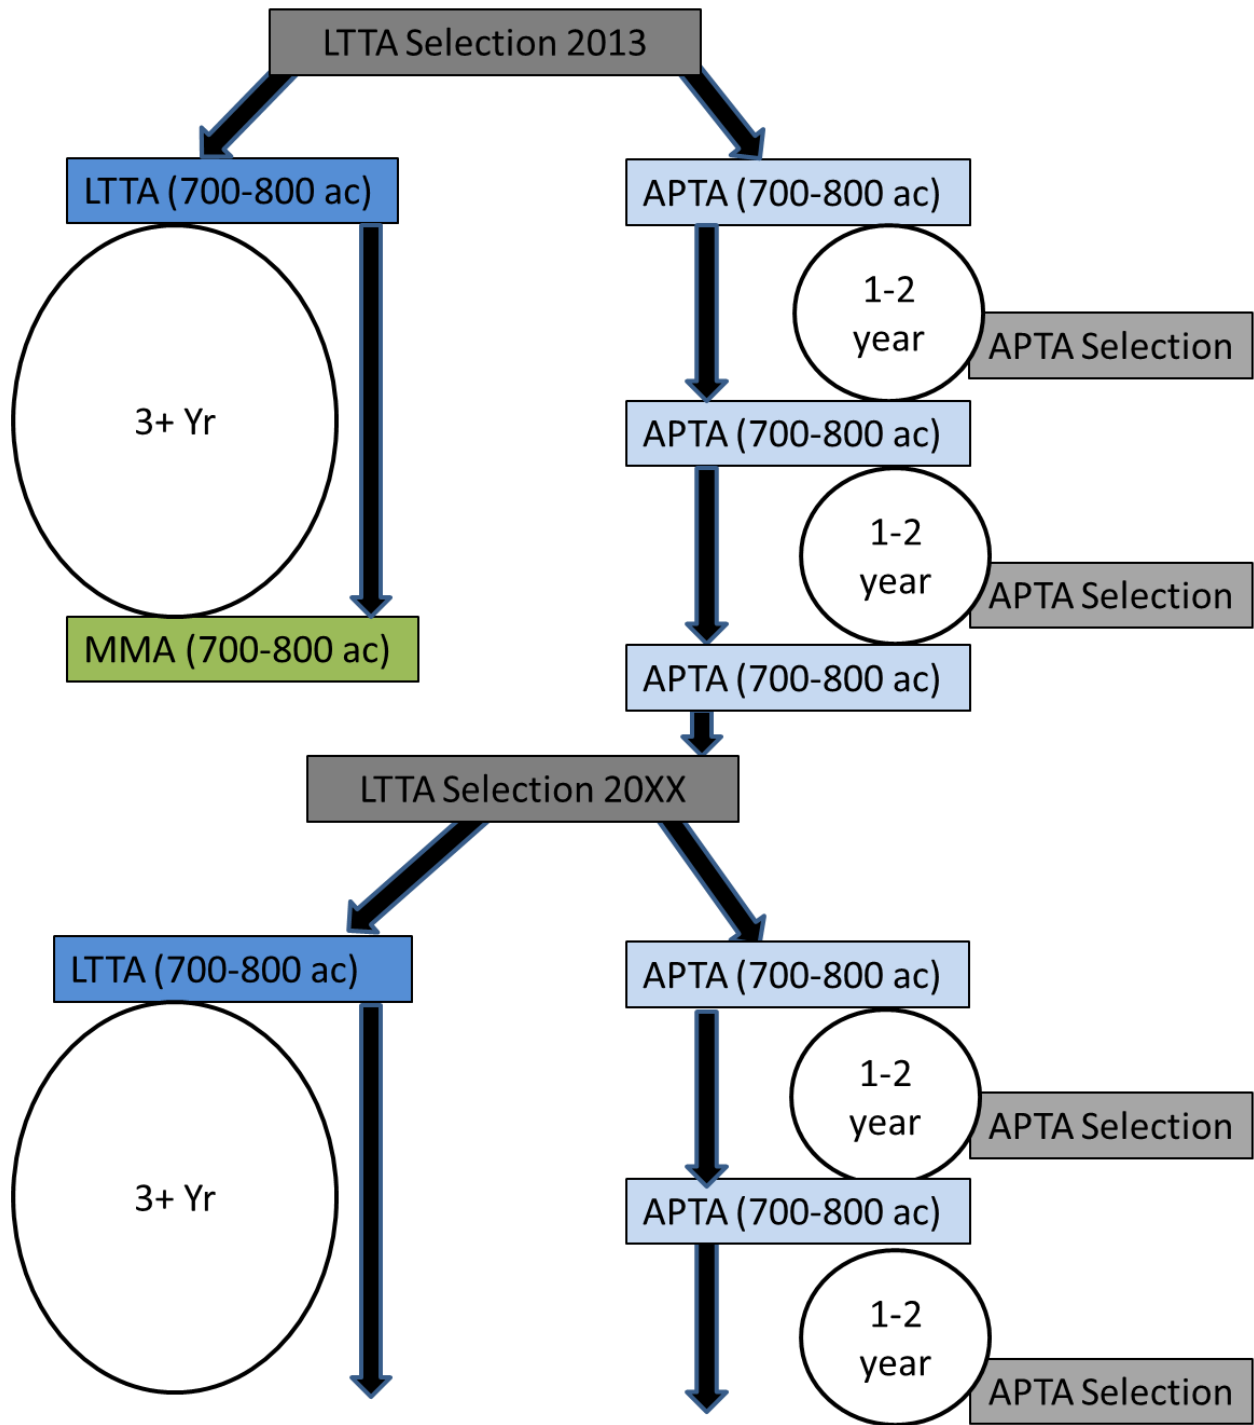 LTTA Selection 2013
LTTA (700-800 ac)
APTA (700-800 ac)
1-2
year
APTA Selection
3+ Yr
APTA (700-800 ac)
1-2
year
APTA Selection
MMA (700-800 ac)
APTA (700-800 ac)
LTTA Selection 20XX
LTTA (700-800 ac)
APTA (700-800 ac)
1-2
year
APTA Selection
3+ Yr
APTA (700-800 ac)
1-2
year
APTA Selection